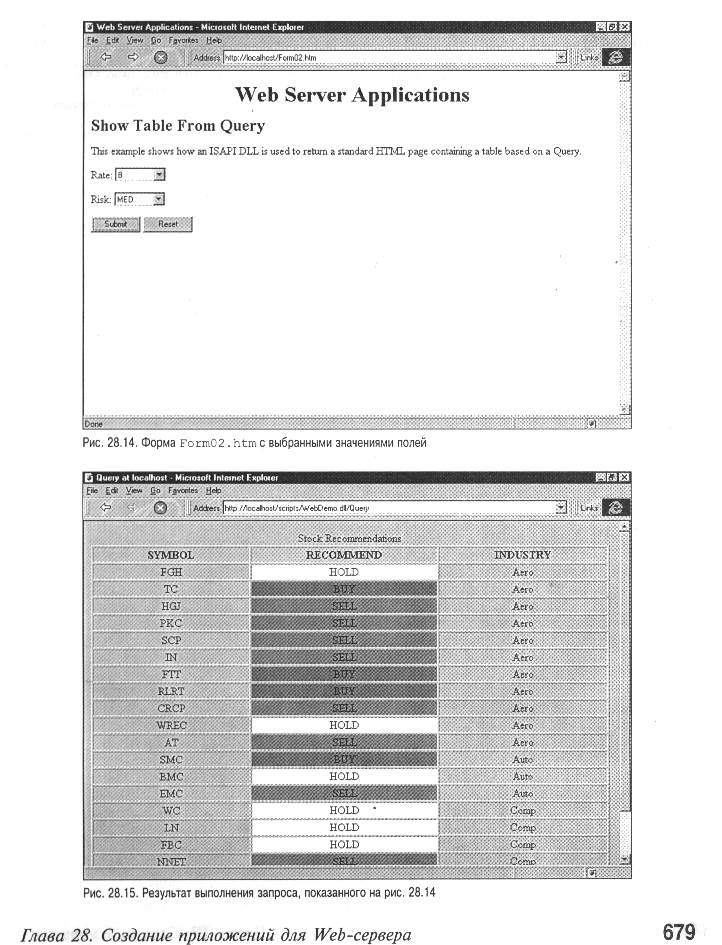 Web Server Applications - Microsoft Internet Explorer
File Edit View Go Favorites Help
Address http://localhost/Form02.htm Links
Web Server Applications
Show Table From Query
This example shows how an ISAPI DLL is used to return a standard HTML page containing a table based on a Query.
Rate: 8
Risk: MED
Submit Reset
Done
Рис. 28.14. Форма Form02.htm с выбранными значениями полей
Query at localhost - Microsoft Internet Explorer
File Edit View Go Favorites Help
Address http://localhost/scripts/WebDemo.dll/Query Links
Stock Recommendations
SYMBOL RECOMMEND INDUSTRY
FGH HOLD Aero
TC BUY Aero
HGJ SELL Aero
PKC SELL Aero
SCP SELL Aero
IN SELL Aero
FTT BUY Aero
RLRT BUY Aero
CRCP SELL Aero
WREC HOLD Aero
AT SELL Aero
SMC BUY Auto
BMC HOLD Auto
EMC SELL Auto
WC HOLD Comp
LN HOLD Comp
FBC HOLD Comp
NNET SELL Comp
Рис. 28.15. Результат выполнения запроса, показанного на рис. 28.14
Глава 28. Создание приложений для Web-сервера 679